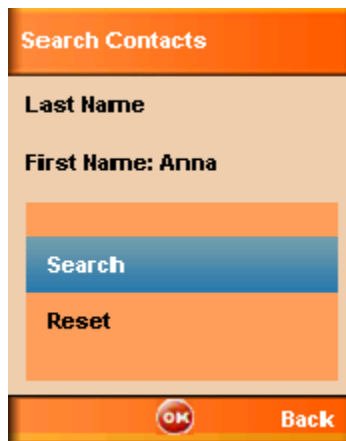 Search Contacts
Last Name
First Name: Anna
Search
Reset
OK Back